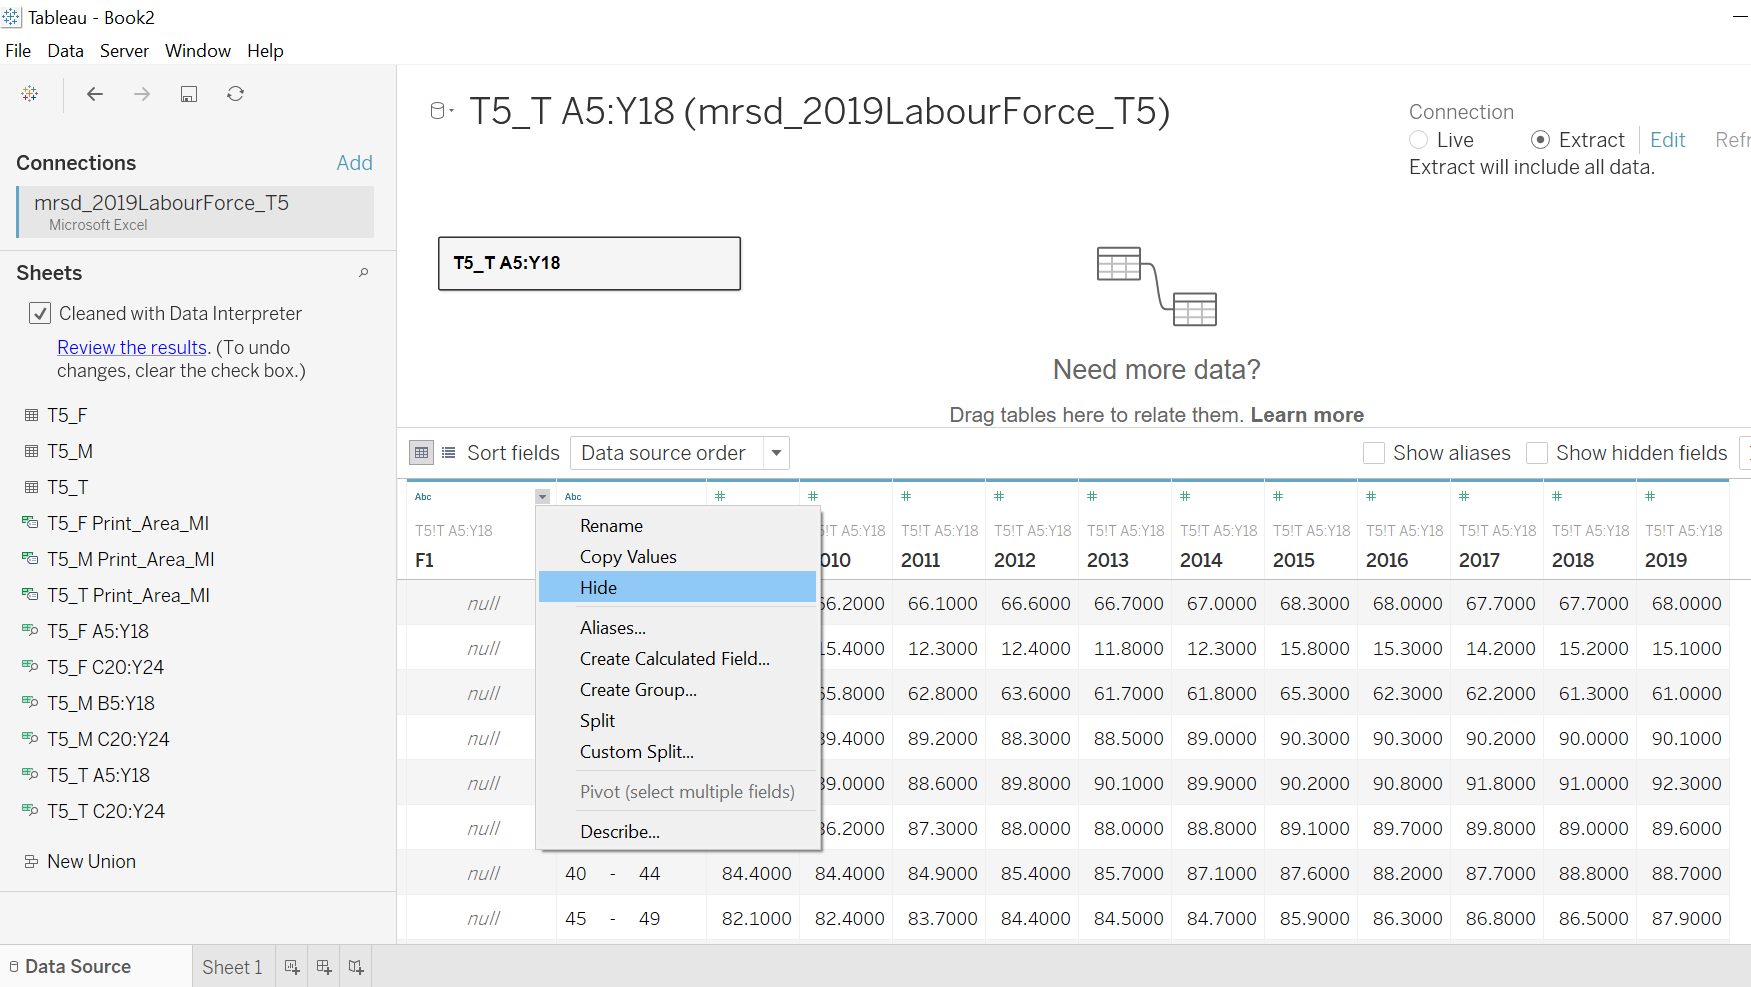 Tableau - Book2
File Data Server Window Help
Connections Add
mrsd_2019LabourForce_T5
Microsoft Excel
Sheets
Cleaned with Data Interpreter
Review the results. (To undo
changes, clear the check box.)
T5_F
T5_M
T5_T
T5_F Print_Area_MI
T5_M Print_Area_MI
T5_T Print_Area_MI
T5_F A5:Y18
T5_F C20:Y24
T5_M B5:Y18
T5_M C20:Y24
T5_T A5:Y18
T5_T C20:Y24
New Union
T5_T A5:Y18 (mrsd_2019LabourForce_T5)
Connection
Live Extract Edit Refr
Extract will include all data.
T5_T A5:Y18
Need more data?
Drag tables here to relate them. Learn more
Sort fields Data source order Show aliases Show hidden fields
Abc Abc # # # # # # # # # # #
T5!T A5:Y18 5!T A5:Y18 T5!T A5:Y18 T5!T A5:Y18 T5!T A5:Y18 T5!T A5:Y18 T5!T A5:Y18 T5!T A5:Y18 T5!T A5:Y18 T5!T A5:Y18 T5!T A5:Y18
F1 010 2011 2012 2013 2014 2015 2016 2017 2018 2019
null 66.2000 66.1000 66.6000 66.7000 67.0000 68.3000 68.0000 67.7000 67.7000 68.0000
null 15.4000 12.3000 12.4000 11.8000 12.3000 15.8000 15.3000 14.2000 15.2000 15.1000
null 65.8000 62.8000 63.6000 61.7000 61.8000 65.3000 62.3000 62.2000 61.3000 61.0000
null 89.4000 89.2000 88.3000 88.5000 89.0000 90.3000 90.3000 90.2000 90.0000 90.1000
null 89.0000 88.6000 89.8000 90.1000 89.9000 90.2000 90.8000 91.8000 91.0000 92.3000
null 86.2000 87.3000 88.0000 88.0000 88.8000 89.1000 89.7000 89.8000 89.0000 89.6000
null 40 - 44 84.4000 84.4000 84.9000 85.4000 85.7000 87.1000 87.6000 88.2000 87.7000 88.8000 88.7000
null 45 - 49 82.1000 82.4000 83.7000 84.4000 84.5000 84.7000 85.9000 86.3000 86.8000 86.5000 87.9000
Rename
Copy Values
Hide
Aliases...
Create Calculated Field...
Create Group...
Split
Custom Split...
Pivot (select multiple fields)
Describe...
Data Source Sheet 1